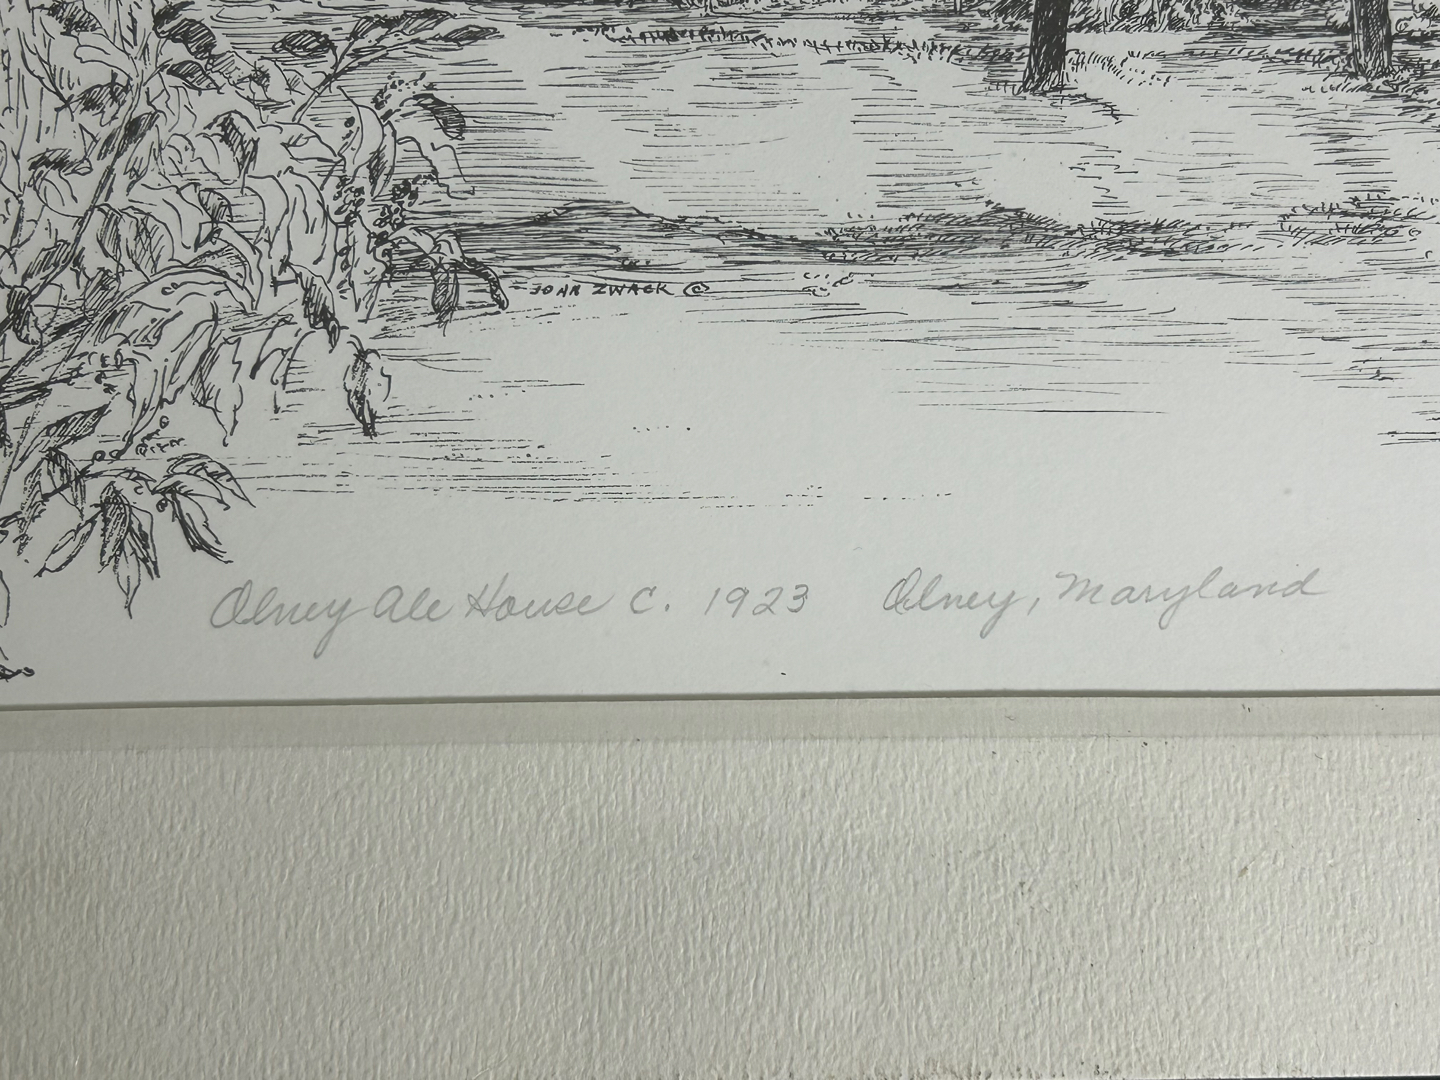 JOHN ZWACK ©
Olney Ale House C. 1923 Olney, Maryland